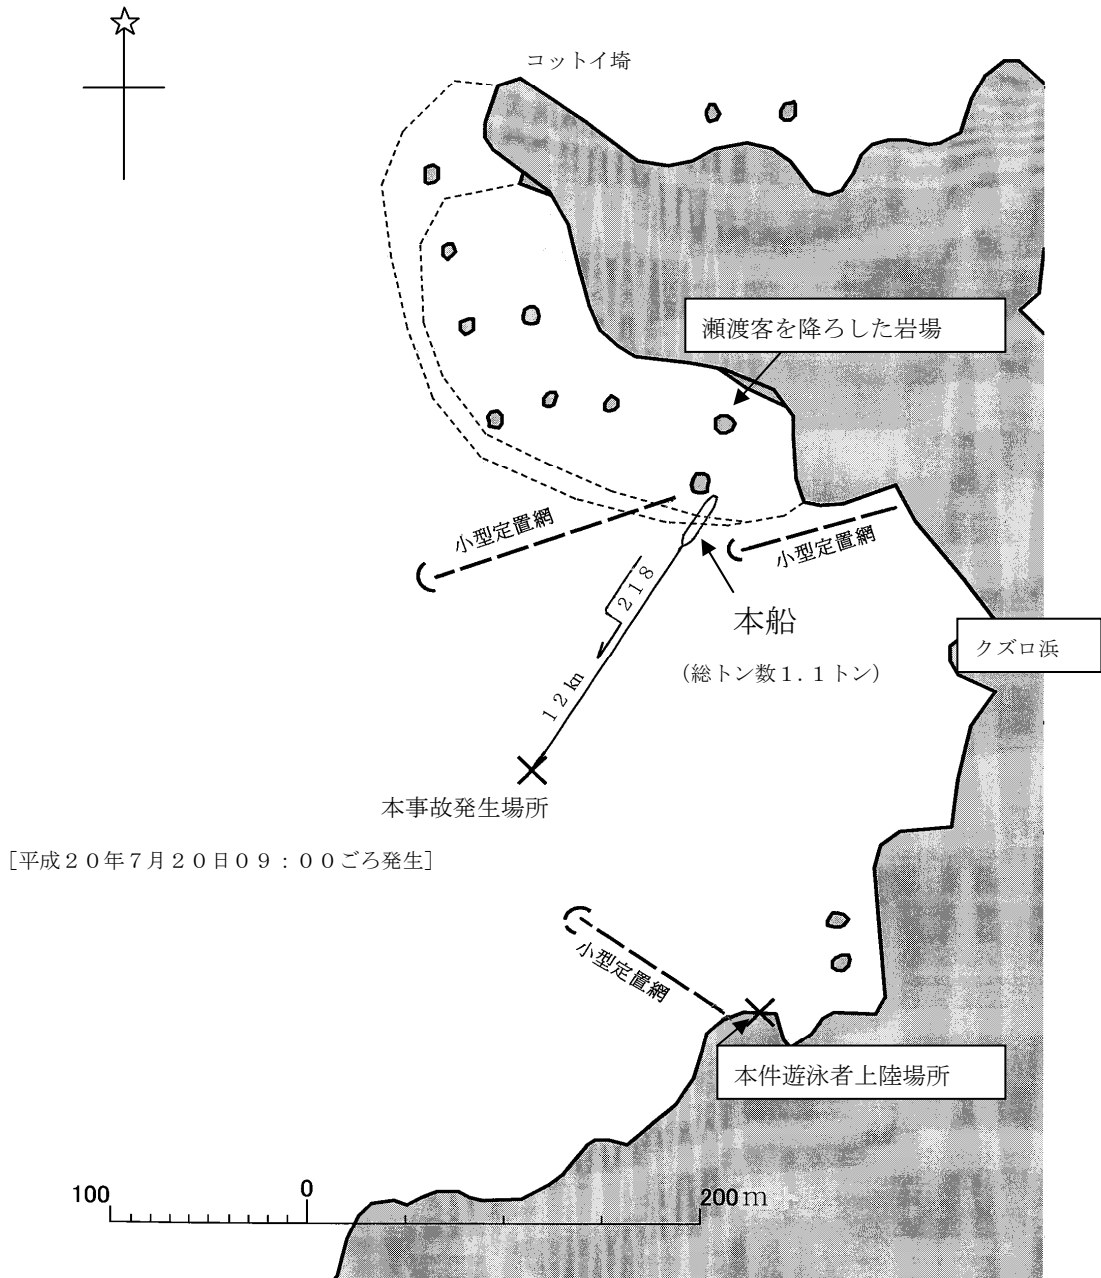 コットイ埼
瀬渡客を降ろした岩場
小型定置網
小型定置網
218
本船
(総トン数1.1トン)
クズロ浜
12kn
本事故発生場所
[平成20年7月20日09:00ごろ発生]
小型定置網
本件遊泳者上陸場所
100
0
200m